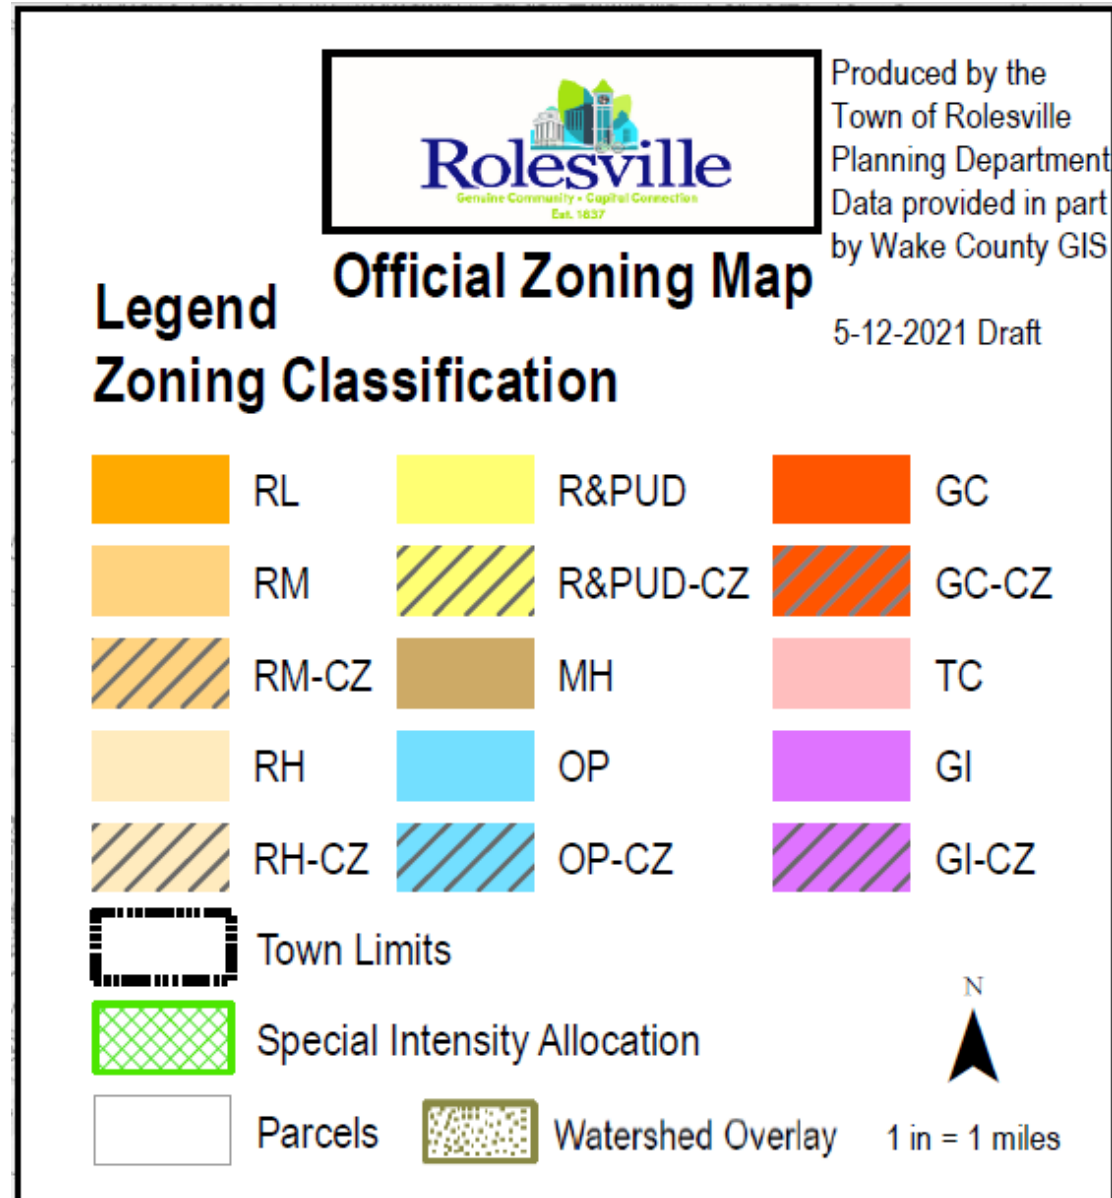 Rolesville
Genuine Community • Capital Connection
Est. 1837
Produced by the
Town of Rolesville
Planning Department
Data provided in part
by Wake County GIS
Official Zoning Map
5-12-2021 Draft
Legend
Zoning Classification
RL
R&PUD
GC
RM
R&PUD-CZ
GC-CZ
RM-CZ
MH
TC
RH
OP
GI
RH-CZ
OP-CZ
GI-CZ
Town Limits
Special Intensity Allocation
N
Parcels
Watershed Overlay
1 in = 1 miles